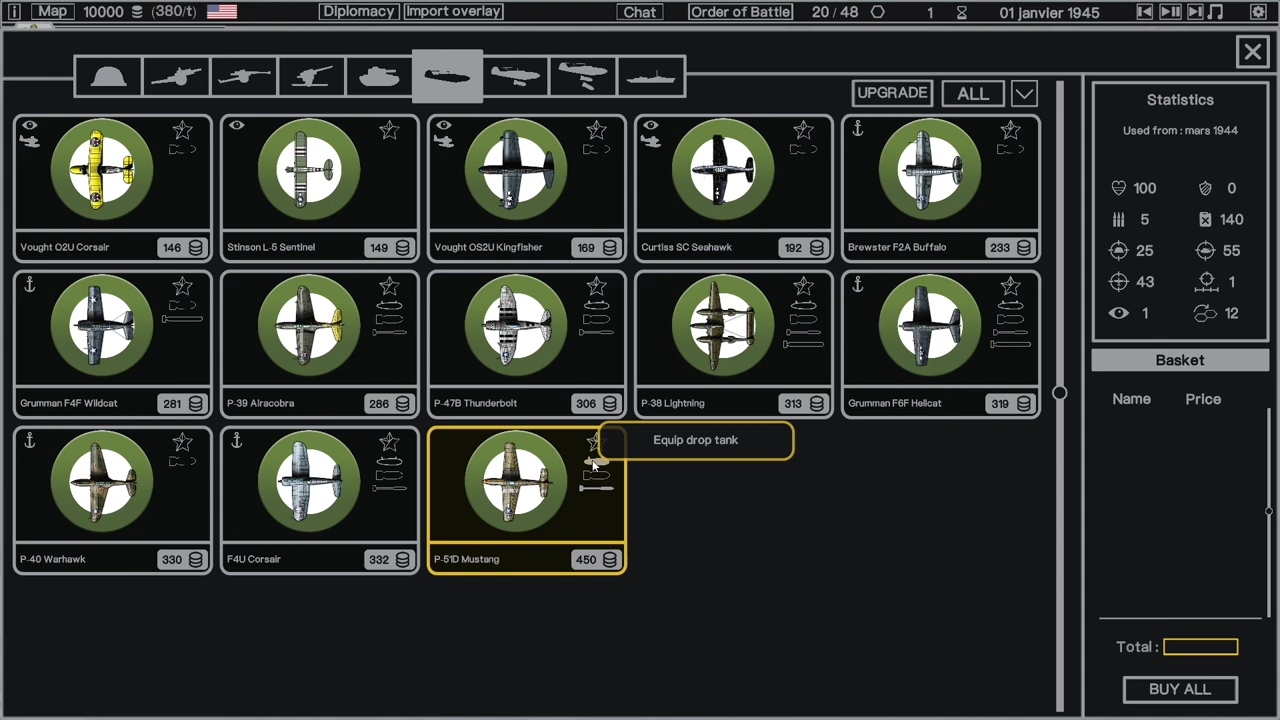 Map 10000 (380/t) Diplomacy Import overlay Chat Order of Battle 20 / 48 1 01 janvier 1945
UPGRADE ALL
Vought O2U Corsair 146
Stinson L-5 Sentinel 149
Vought OS2U Kingfisher 169
Curtiss SC Seahawk 192
Brewster F2A Buffalo 233
Grumman F4F Wildcat 281
P-39 Airacobra 286
P-47B Thunderbolt 306
P-38 Lightning 313
Grumman F6F Hellcat 319
Equip drop tank
P-40 Warhawk 330
F4U Corsair 332
P-51D Mustang 450
Statistics
Used from : mars 1944
100 0
5 140
25 55
43 1
1 12
Basket
Name Price
Total :
BUY ALL